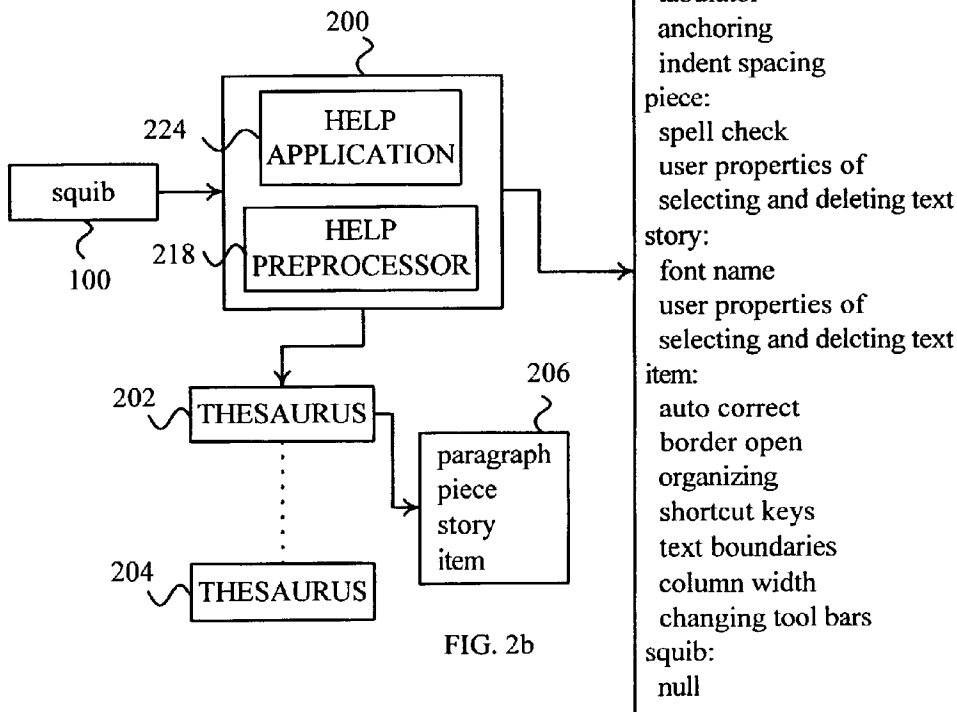 200
224
HELP
APPLICATION
squib
100
218
HELP
PREPROCESSOR
202
THESAURUS
206
paragraph
piece
story
item
204
THESAURUS
FIG. 2b
anchoring
indent spacing
piece:
spell check
user properties of
selecting and deleting text
story:
font name
user properties of
selecting and deleting text
item:
auto correct
border open
organizing
shortcut keys
text boundaries
column width
changing tool bars
squib:
null